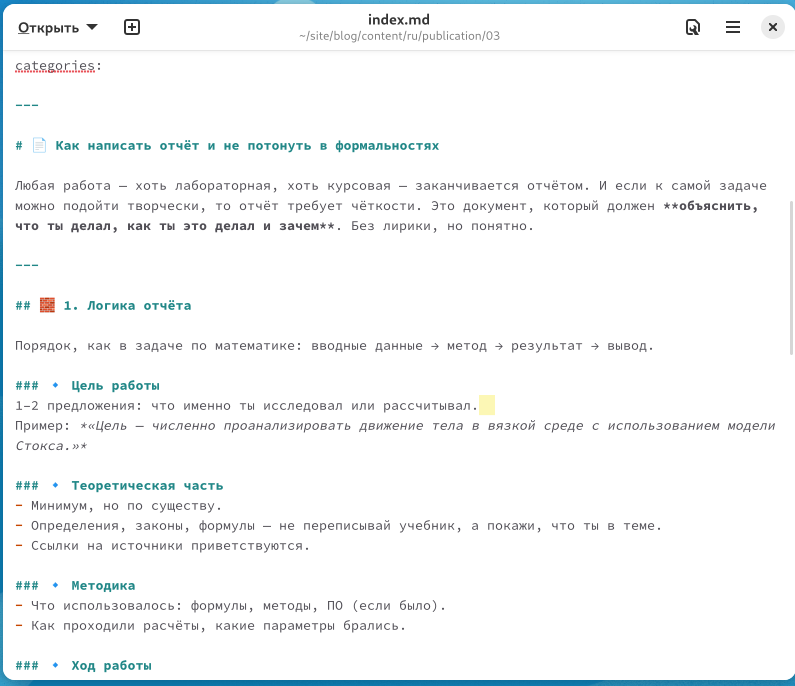 Открыть
index.md
~/site/blog/content/ru/publication/03
categories:
---
# 📄 Как написать отчёт и не потонуть в формальностях
Любая работа — хоть лабораторная, хоть курсовая — заканчивается отчётом. И если к самой задаче
можно подойти творчески, то отчёт требует чёткости. Это документ, который должен **объяснить,
что ты делал, как ты это делал и зачем**. Без лирики, но понятно.
---
## 🧱 1. Логика отчёта
Порядок, как в задаче по математике: вводные данные → метод → результат → вывод.
### 🔹 Цель работы
1–2 предложения: что именно ты исследовал или рассчитывал.
Пример: *«Цель — численно проанализировать движение тела в вязкой среде с использованием модели
Стокса.»*
### 🔹 Теоретическая часть
- Минимум, но по существу.
- Определения, законы, формулы — не переписывай учебник, а покажи, что ты в теме.
- Ссылки на источники приветствуются.
### 🔹 Методика
- Что использовалось: формулы, методы, ПО (если было).
- Как проходили расчёты, какие параметры брались.
### 🔹 Ход работы